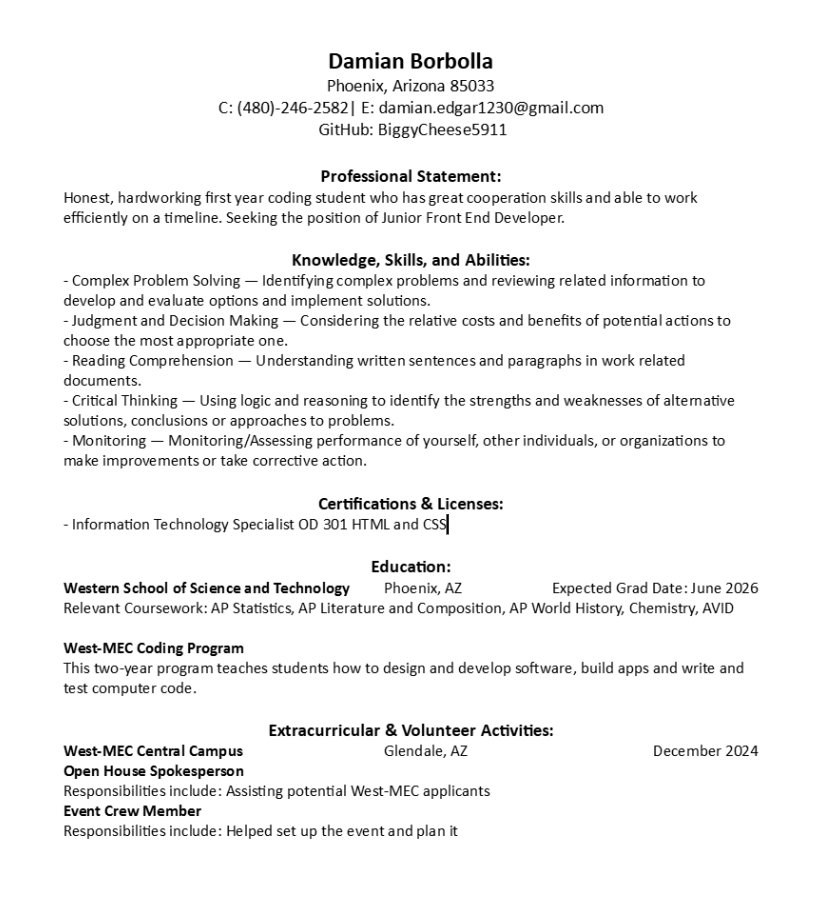 Damian Borbolla
Phoenix, Arizona 85033
C: (480)-246-2582| E: damian.edgar1230@gmail.com
GitHub: BiggyCheese5911
Professional Statement:
Honest, hardworking first year coding student who has great cooperation skills and able to work
efficiently on a timeline. Seeking the position of Junior Front End Developer.
Knowledge, Skills, and Abilities:
- Complex Problem Solving — Identifying complex problems and reviewing related information to
develop and evaluate options and implement solutions.
- Judgment and Decision Making — Considering the relative costs and benefits of potential actions to
choose the most appropriate one.
- Reading Comprehension — Understanding written sentences and paragraphs in work related
documents.
- Critical Thinking — Using logic and reasoning to identify the strengths and weaknesses of alternative
solutions, conclusions or approaches to problems.
- Monitoring — Monitoring/Assessing performance of yourself, other individuals, or organizations to
make improvements or take corrective action.
Certifications & Licenses:
- Information Technology Specialist OD 301 HTML and CSS
Education:
Western School of Science and Technology Phoenix, AZ Expected Grad Date: June 2026
Relevant Coursework: AP Statistics, AP Literature and Composition, AP World History, Chemistry, AVID
West-MEC Coding Program
This two-year program teaches students how to design and develop software, build apps and write and
test computer code.
Extracurricular & Volunteer Activities:
West-MEC Central Campus Glendale, AZ December 2024
Open House Spokesperson
Responsibilities include: Assisting potential West-MEC applicants
Event Crew Member
Responsibilities include: Helped set up the event and plan it